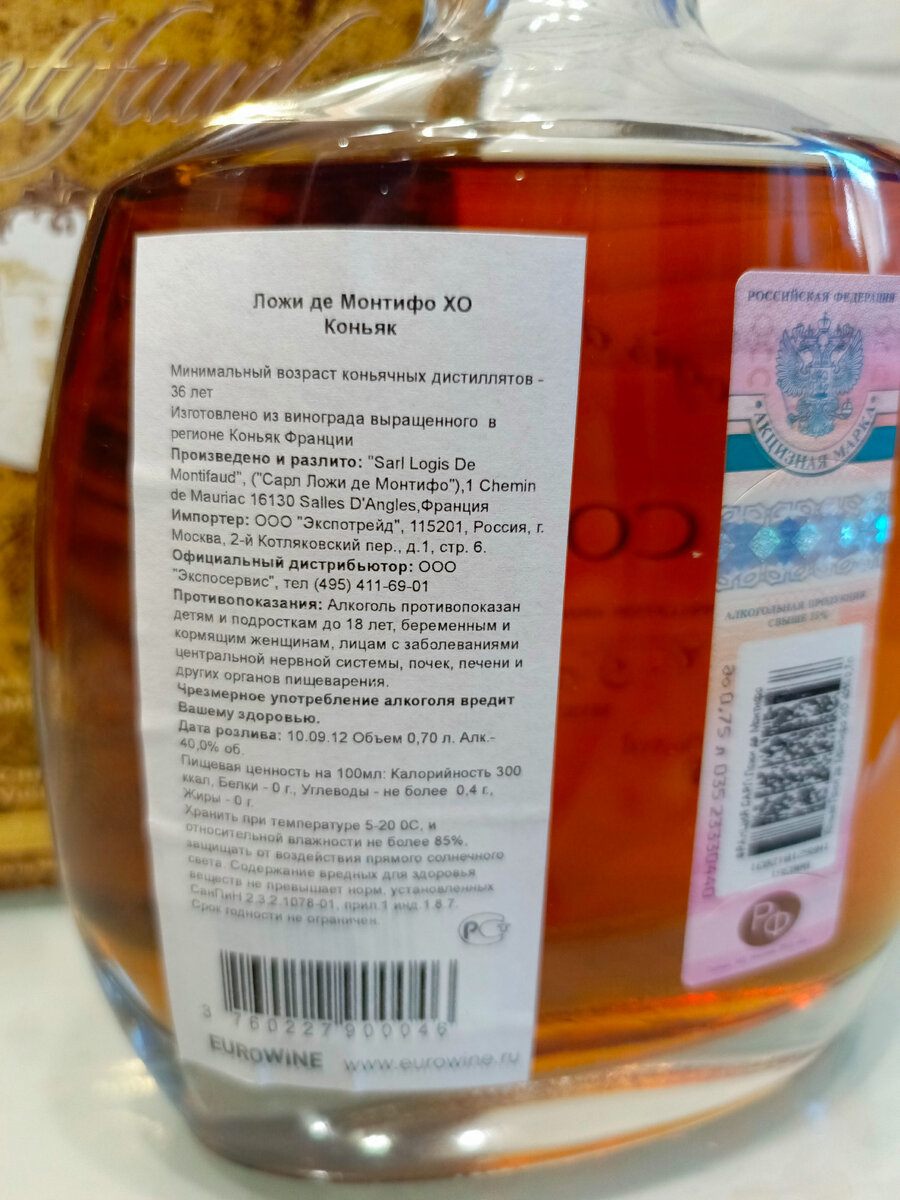 ntifaud
Ложи де Монтифо ХО
Коньяк
Минимальный возраст коньячных дистиллятов -
36 лет
Изготовлено из винограда выращенного в
регионе Коньяк Франции
Произведено и разлито: "Sarl Logis De
Montifaud", ("Сарл Ложи де Монтифо"),1 Chemin
de Mauriac 16130 Salles D'Angles,Франция
Импортер: ООО "Экспотрейд", 115201, Россия, г.
Москва, 2-й Котляковский пер., д.1, стр. 6.
Официальный дистрибьютор: ООО
"Экспосервис", тел (495) 411-69-01
Противопоказания: Алкоголь противопоказан
детям и подросткам до 18 лет, беременным и
кормящим женщинам, лицам с заболеваниями
центральной нервной системы, почек, печени и
других органов пищеварения.
Чрезмерное употребление алкоголя вредит
Вашему здоровью.
Дата розлива: 10.09.12 Объем 0,70 л. Алк.-
40,0% об.
Пищевая ценность на 100мл: Калорийность 300
ккал, Белки - 0 г., Углеводы - не более 0,4 г.,
Жиры - 0 г.
Хранить при температуре 5-20 0С, и
относительной влажности не более 85%,
защищать от воздействия прямого солнечного
света. Содержание вредных для здоровья
веществ не превышает норм, установленных
СанПиН 2.3.2.1078-01, прил.1 инд 1.8.7.
Срок годности не ограничен.
РСТ
3 760227 900046
EUROWINE www.eurowine.ru
РОССИЙСКАЯ ФЕДЕРАЦИЯ
АКЦИЗНАЯ МАРКА
АЛКОГОЛЬНАЯ ПРОДУКЦИЯ
СВЫШЕ 25%
до 0,75 л 035 23330440
РФ
CO